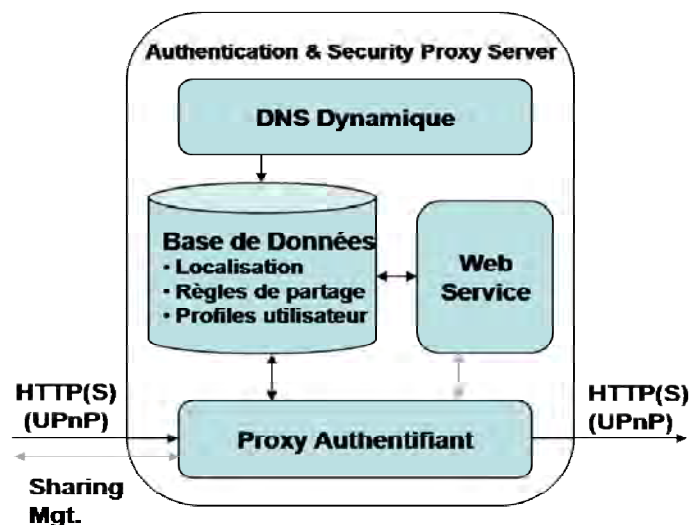 Authentication & Security Proxy Server
DNS Dynamique
Base de Données
• Localisation
• Règles de partage
• Profiles utilisateur
Web
Service
HTTP(S)
(UPnP)
Proxy Authentifiant
HTTP(S)
(UPnP)
Sharing
Mgt.